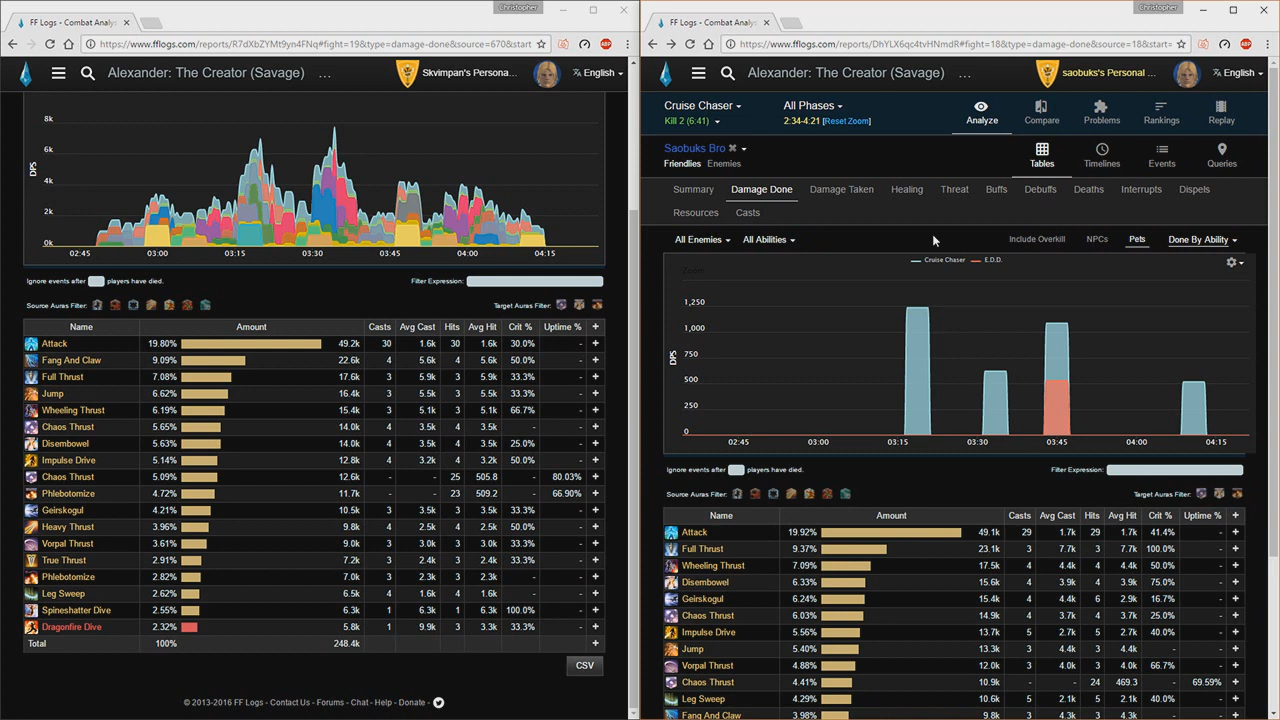 Christopher
FF Logs - Combat Analys
https://www.fflogs.com/reports/R7dXbZYMt9yn4FNq#fight=19&type=damage-done&source=670&start
Alexander: The Creator (Savage) ...
Skvimpan's Persona...
English
8k
6k
4k
2k
0k
DPS
02:45 03:00 03:15 03:30 03:45 04:00 04:15
Ignore events after players have died.
Filter Expression:
Source Auras Filter:
Target Auras Filter:
Name Amount Casts Avg Cast Hits Avg Hit Crit % Uptime % +
Attack 19.80% 49.2k 30 1.6k 30 1.6k 30.0% - +
Fang And Claw 9.09% 22.6k 4 5.6k 4 5.6k 50.0% - +
Full Thrust 7.08% 17.6k 3 5.9k 3 5.9k 33.3% - +
Jump 6.62% 16.4k 3 5.5k 3 5.5k 33.3% - +
Wheeling Thrust 6.19% 15.4k 3 5.1k 3 5.1k 66.7% - +
Chaos Thrust 5.65% 14.0k 4 3.5k 4 3.5k - - +
Disembowel 5.63% 14.0k 4 3.5k 4 3.5k 25.0% - +
Impulse Drive 5.14% 12.8k 4 3.2k 4 3.2k 50.0% - +
Chaos Thrust 5.09% 12.6k - - 25 505.8 - 80.03% +
Phlebotomize 4.72% 11.7k - - 23 509.2 - 66.90% +
Geirskogul 4.21% 10.5k 3 3.5k 3 3.5k 33.3% - +
Heavy Thrust 3.96% 9.8k 4 2.5k 4 2.5k 50.0% - +
Vorpal Thrust 3.61% 9.0k 3 3.0k 3 3.0k 33.3% - +
True Thrust 2.91% 7.2k 3 2.4k 3 2.4k 33.3% - +
Phlebotomize 2.82% 7.0k 3 2.3k 3 2.3k - - +
Leg Sweep 2.62% 6.5k 4 1.6k 4 1.6k - - +
Spineshatter Dive 2.55% 6.3k 1 6.3k 1 6.3k 100.0% - +
Dragonfire Dive 2.32% 5.8k 1 9.9k 3 3.3k 33.3% - +
Total 100% 248.4k +
CSV
© 2013-2016 FF Logs - Contact Us - Forums - Chat - Help - Donate -
Christopher
FF Logs - Combat Analys
https://www.fflogs.com/reports/DhYLX6qc4tvHNmdR#fight=18&type=damage-done&source=18&start=
Alexander: The Creator (Savage) ...
saobuks's Personal ...
English
Cruise Chaser
Kill 2 (6:41)
All Phases
2:34-4:21 [Reset Zoom]
Analyze Compare Problems Rankings Replay
Saobuks Bro
Friendlies Enemies
Tables Timelines Events Queries
Summary Damage Done Damage Taken Healing Threat Buffs Debuffs Deaths Interrupts Dispels
Resources Casts
All Enemies All Abilities Include Overkill NPCs Pets Done By Ability
Cruise Chaser E.D.D.
Zoom
1,250
1,000
750
500
250
0
DPS
02:45 03:00 03:15 03:30 03:45 04:00 04:15
Ignore events after players have died.
Filter Expression:
Source Auras Filter:
Target Auras Filter:
Name Amount Casts Avg Cast Hits Avg Hit Crit % Uptime % +
Attack 19.92% 49.1k 29 1.7k 29 1.7k 41.4% - +
Full Thrust 9.37% 23.1k 3 7.7k 3 7.7k 100.0% - +
Wheeling Thrust 7.09% 17.5k 4 4.4k 4 4.4k 50.0% - +
Disembowel 6.33% 15.6k 4 3.9k 4 3.9k 75.0% - +
Geirskogul 6.24% 15.4k 4 4.4k 6 2.9k 16.7% - +
Chaos Thrust 6.03% 14.9k 4 3.7k 4 3.7k 25.0% - +
Impulse Drive 5.56% 13.7k 5 2.7k 5 2.7k 40.0% - +
Jump 5.40% 13.3k 3 4.4k 3 4.4k - - +
Vorpal Thrust 4.88% 12.0k 3 4.0k 3 4.0k 66.7% - +
Chaos Thrust 4.41% 10.9k - - 24 469.3 - 69.59% +
Leg Sweep 4.29% 10.6k 5 2.1k 5 2.1k 40.0% - +
Fang And Claw 3.98% 9.8k 4 2.4k 4 2.4k - - +